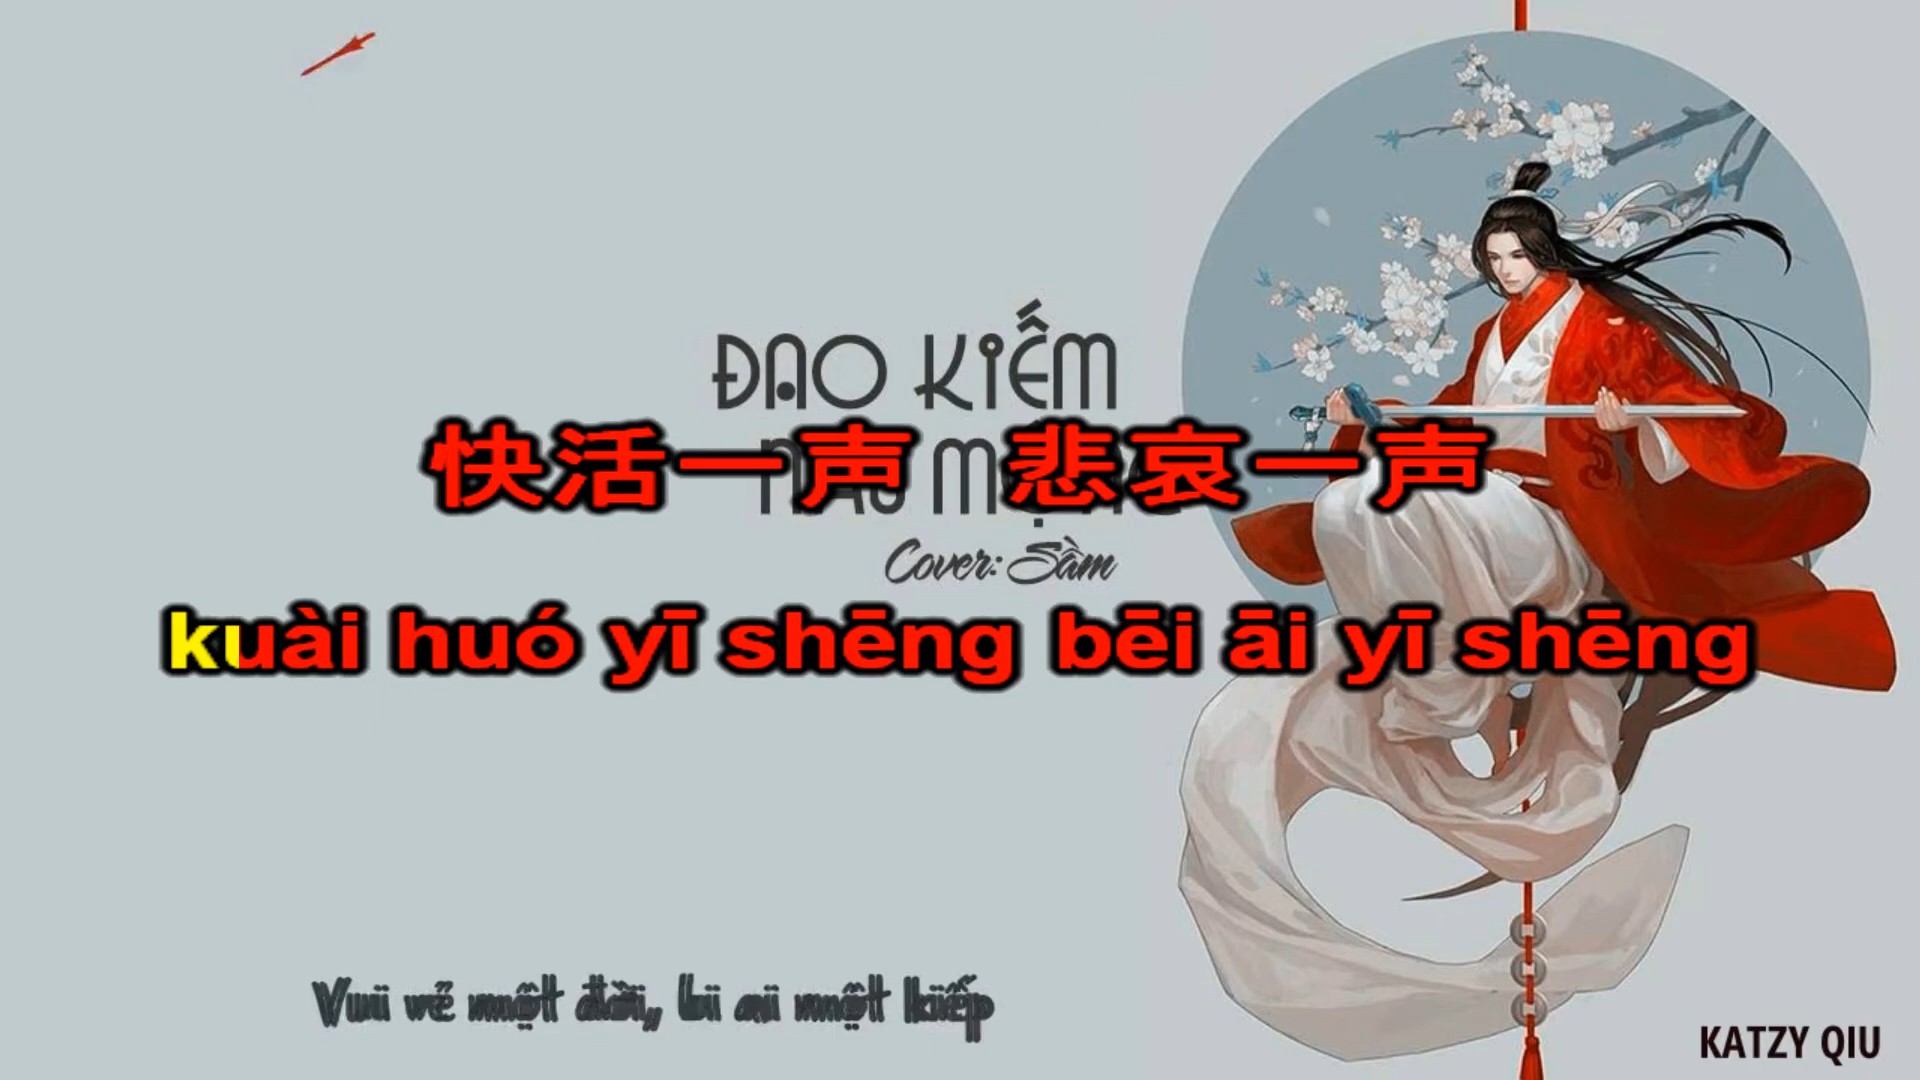 ĐẠO KIẾM
快活一声 悲哀一声
Cover: Sầm
kuài huó yī shēng bēi āi yī shēng
Vui vẻ một đời, bi ai một kiếp
KATZY QIU